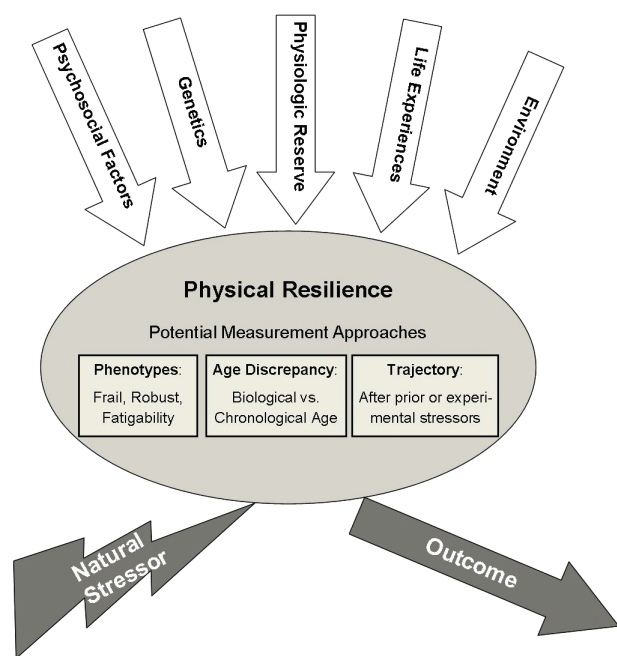 Psychosocial Factors
Genetics
Physiologic Reserve
Life Experiences
Environment
Physical Resilience
Potential Measurement Approaches
Phenotypes:
Frail, Robust,
Fatigability
Age Discrepancy:
Biological vs.
Chronological Age
Trajectory:
After prior or experi-
mental stressors
Natural
Stressor
Outcome